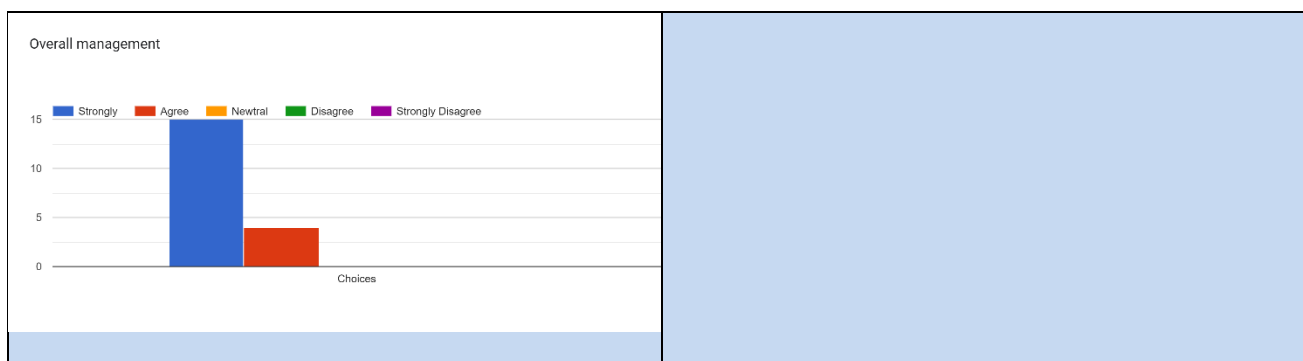 Overall management
Strongly Agree Newtral Disagree Strongly Disagree
15
10
5
0
Choices